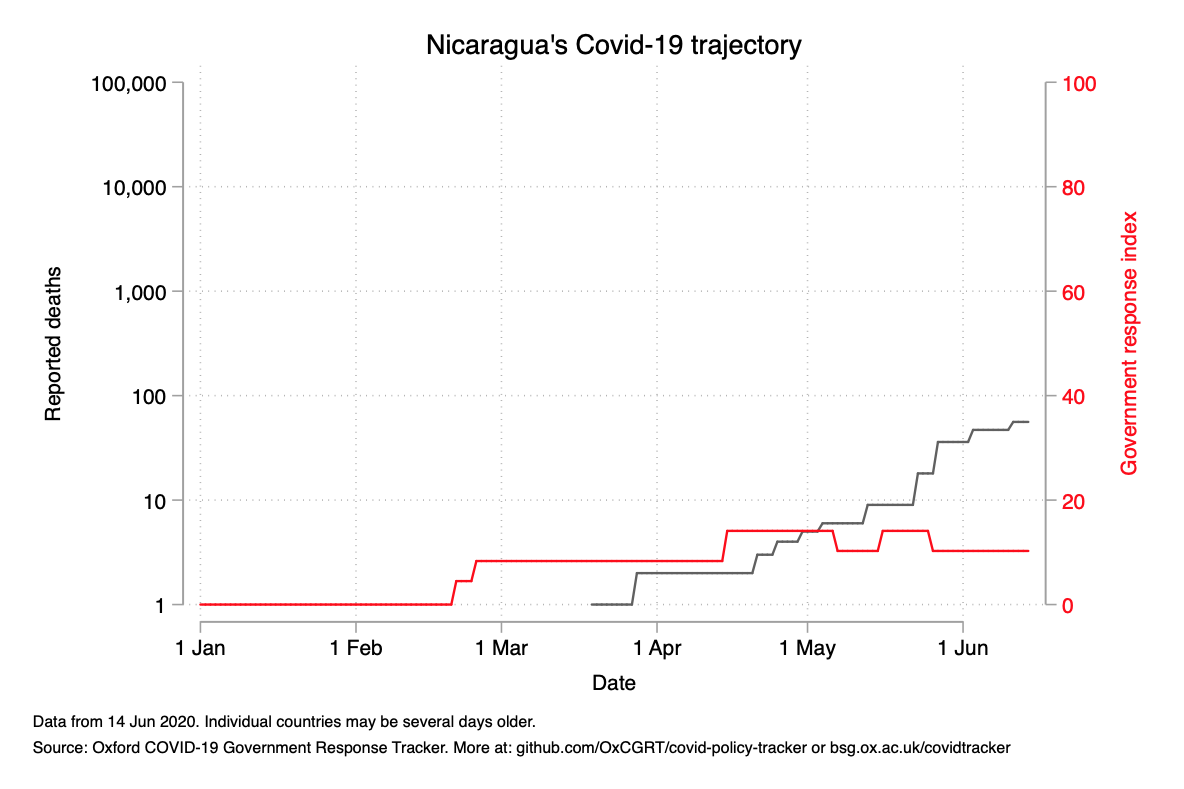 Nicaragua's Covid-19 trajectory
100,000
10,000
1,000
100
10
1
Reported deaths
100
80
60
40
20
0
Government response index
1 Jan
1 Feb
1 Mar
1 Apr
1 May
1 Jun
Date
Data from 14 Jun 2020. Individual countries may be several days older.
Source: Oxford COVID-19 Government Response Tracker. More at: github.com/OxCGRT/covid-policy-tracker or bsg.ox.ac.uk/covidtracker